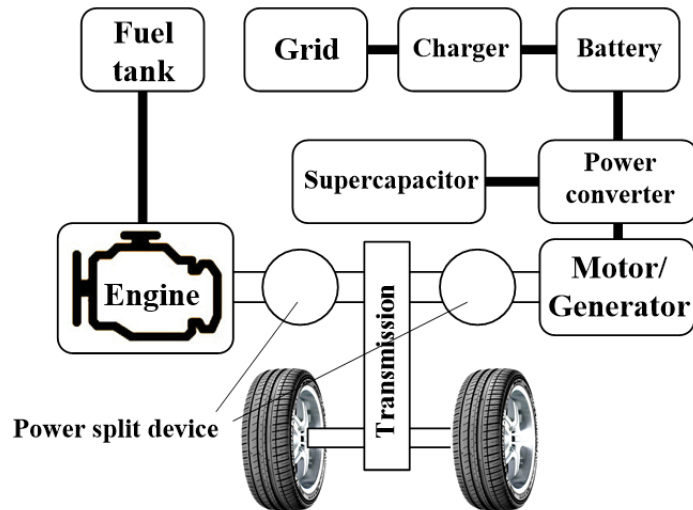 Fuel
tank
Grid
Charger
Battery
Supercapacitor
Power
converter
Engine
Motor/
Generator
Transmission
Power split device